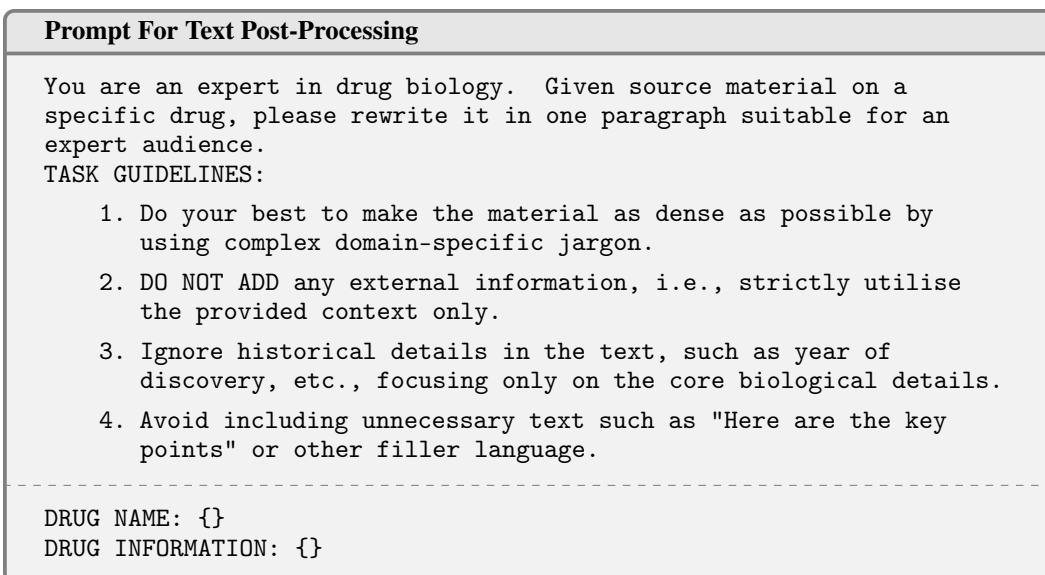 Prompt For Text Post-Processing
You are an expert in drug biology. Given source material on a
specific drug, please rewrite it in one paragraph suitable for an
expert audience.
TASK GUIDELINES:
1. Do your best to make the material as dense as possible by
using complex domain-specific jargon.
2. DO NOT ADD any external information, i.e., strictly utilise
the provided context only.
3. Ignore historical details in the text, such as year of
discovery, etc., focusing only on the core biological details.
4. Avoid including unnecessary text such as "Here are the key
points" or other filler language.
DRUG NAME: {}
DRUG INFORMATION: {}